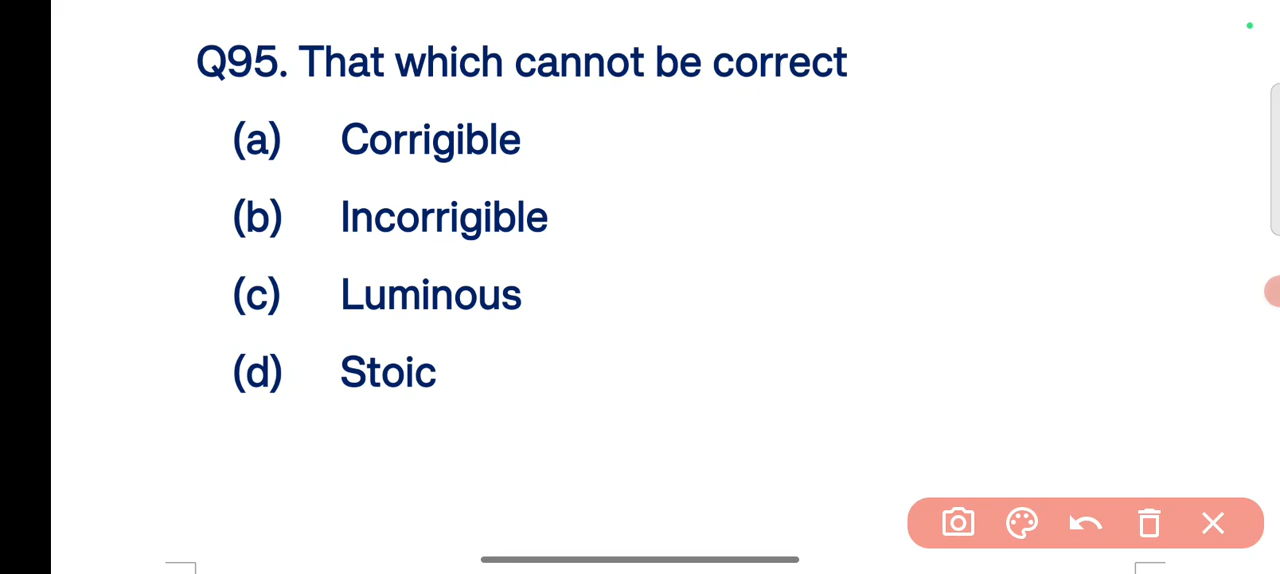 Q95. That which cannot be correct
(a) Corrigible
(b) Incorrigible
(c) Luminous
(d) Stoic